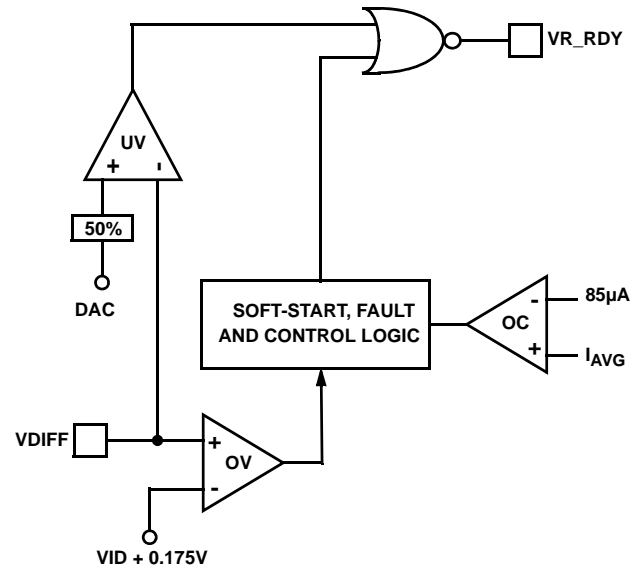 VR_RDY
UV
+ -
50%
DAC
SOFT-START, FAULT
AND CONTROL LOGIC
- 85µA
OC
+ IAVG
VDIFF
+
OV
-
VID + 0.175V